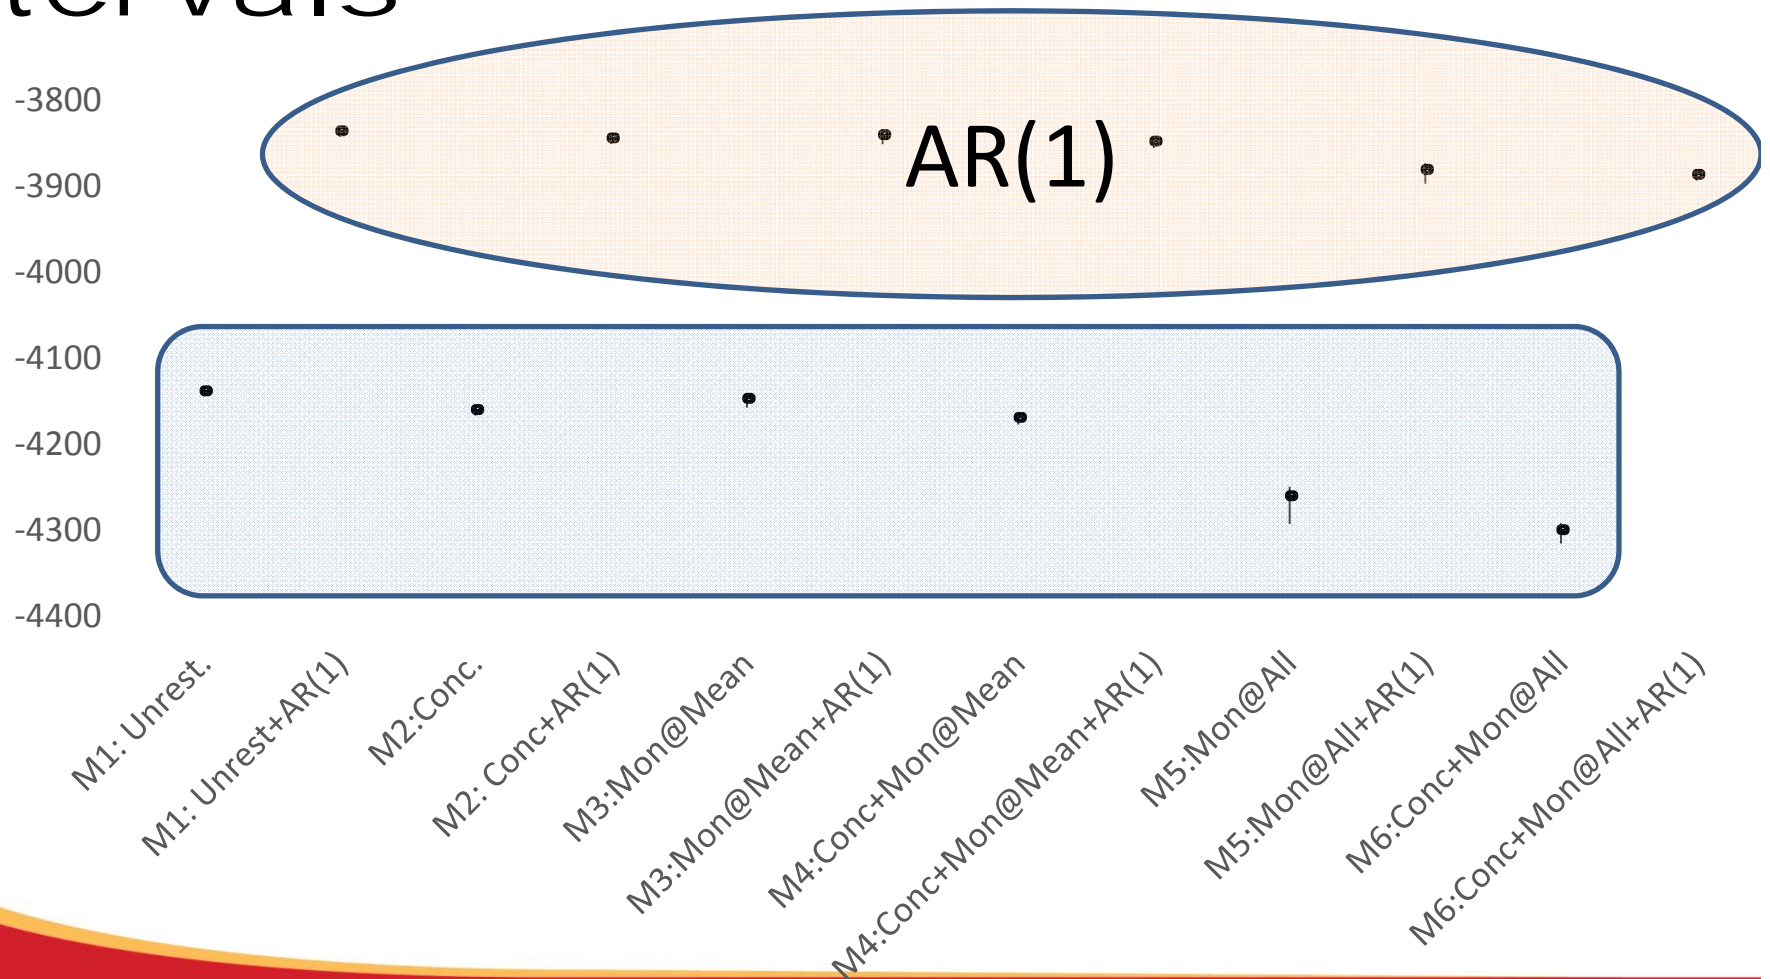 -3800
-3900
-4000
-4100
-4200
-4300
-4400
AR(1)
M1: Unrest.
M1: Unrest+AR(1)
M2:Conc.
M2: Conc+AR(1)
M3:Mon@Mean
M3:Mon@Mean+AR(1)
M4:Conc+Mon@Mean
M4:Conc+Mon@Mean+AR(1)
M5:Mon@All
M5:Mon@All+AR(1)
M6:Conc+Mon@All
M6:Conc+Mon@All+AR(1)